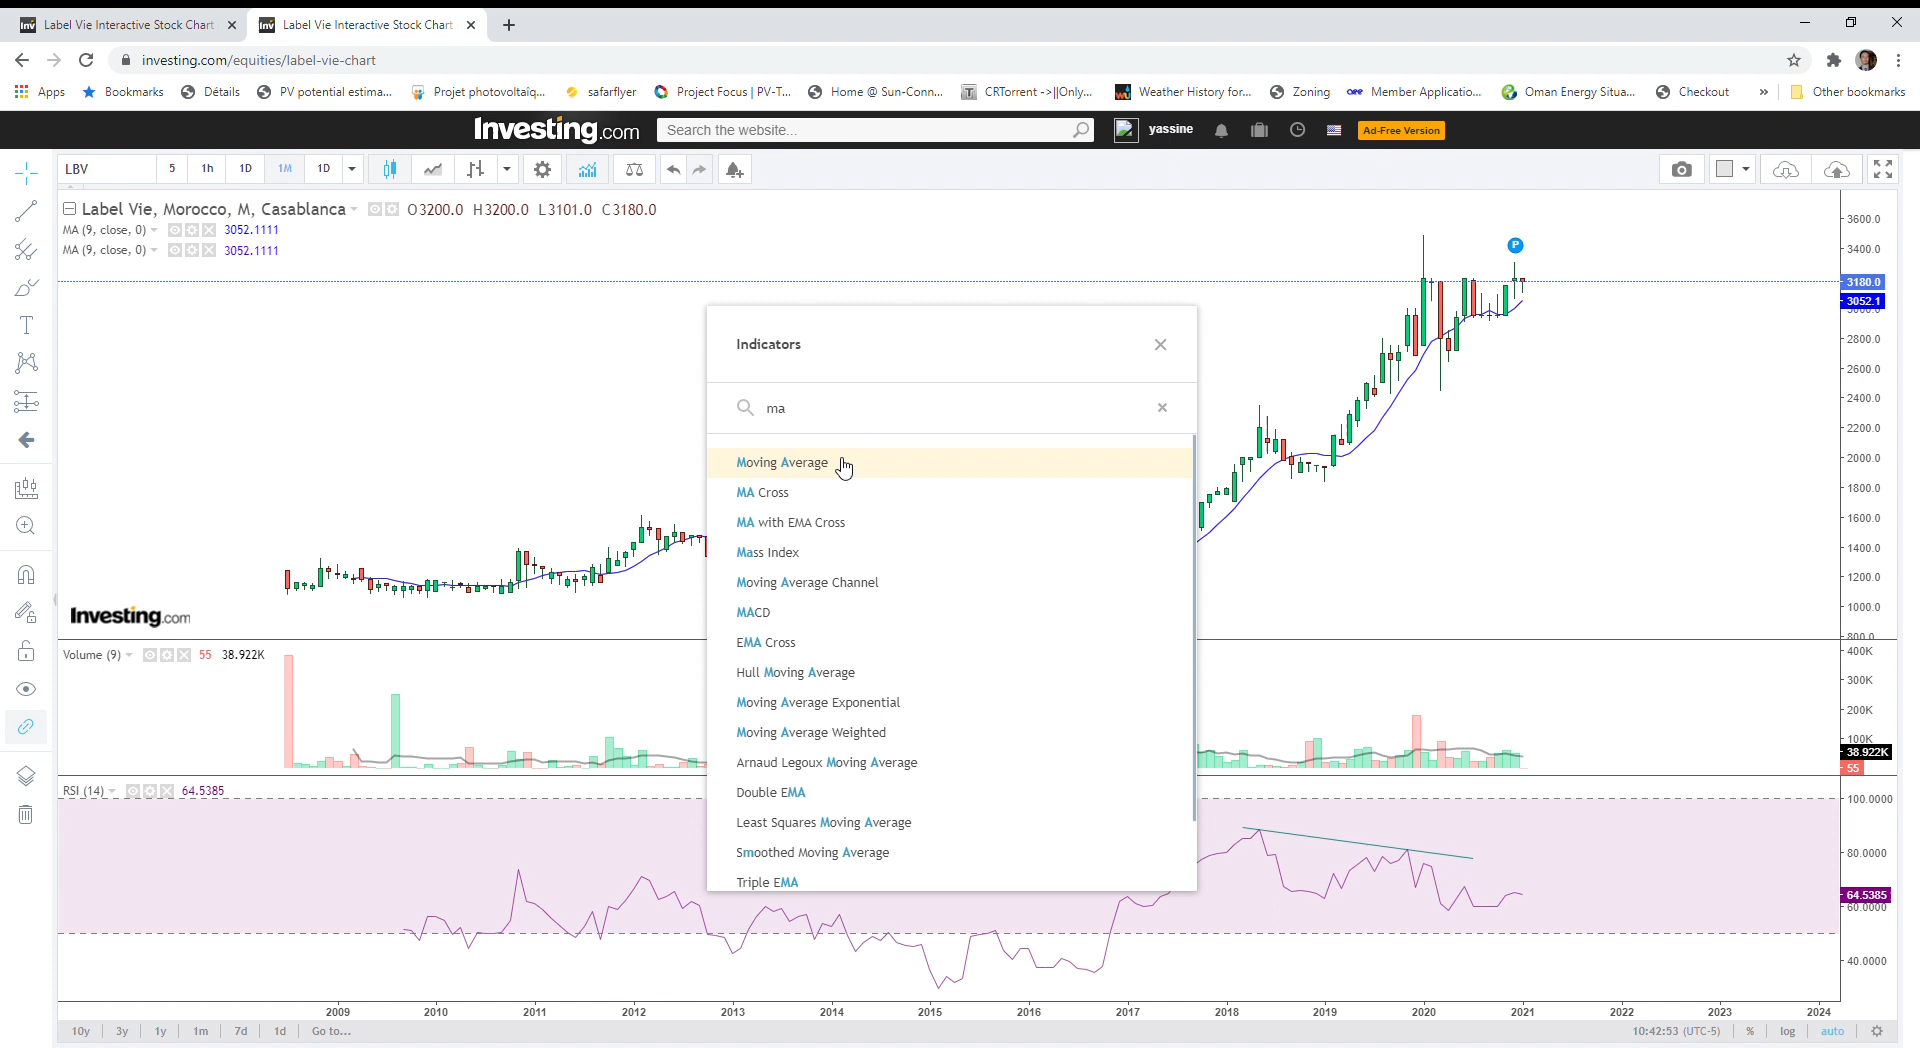 Label Vie Interactive Stock Chart
Label Vie Interactive Stock Chart
investing.com/equities/label-vie-chart
Apps Bookmarks Détails PV potential estima... Projet photovoltaïq... safarflyer Project Focus | PV-T... Home @ Sun-Conn... CRTorrent ->||Only... Weather History for... Zoning Member Applicatio... Oman Energy Situa... Checkout » Other bookmarks
Investing.com Search the website... yassine Ad-Free Version
LBV 5 1h 1D 1M 1D
Label Vie, Morocco, M, Casablanca O3200.0 H3200.0 L3101.0 C3180.0
MA (9, close, 0) 3052.1111
MA (9, close, 0) 3052.1111
P
3600.0
3400.0
3180.0
3052.1
3000.0
2800.0
2600.0
2400.0
2200.0
2000.0
1800.0
1600.0
1400.0
1200.0
1000.0
800.0
Indicators
ma
Moving Average
MA Cross
MA with EMA Cross
Mass Index
Moving Average Channel
MACD
EMA Cross
Hull Moving Average
Moving Average Exponential
Moving Average Weighted
Arnaud Legoux Moving Average
Double EMA
Least Squares Moving Average
Smoothed Moving Average
Triple EMA
Investing.com
Volume (9) 55 38.922K
400K
300K
200K
100K
38.922K
55
RSI (14) 64.5385
100.0000
80.0000
64.5385
60.0000
40.0000
2009 2010 2011 2012 2013 2014 2015 2016 2017 2018 2019 2020 2021 2022 2023 2024
10y 3y 1y 1m 7d 1d Go to... 10:42:53 (UTC-5) % log auto